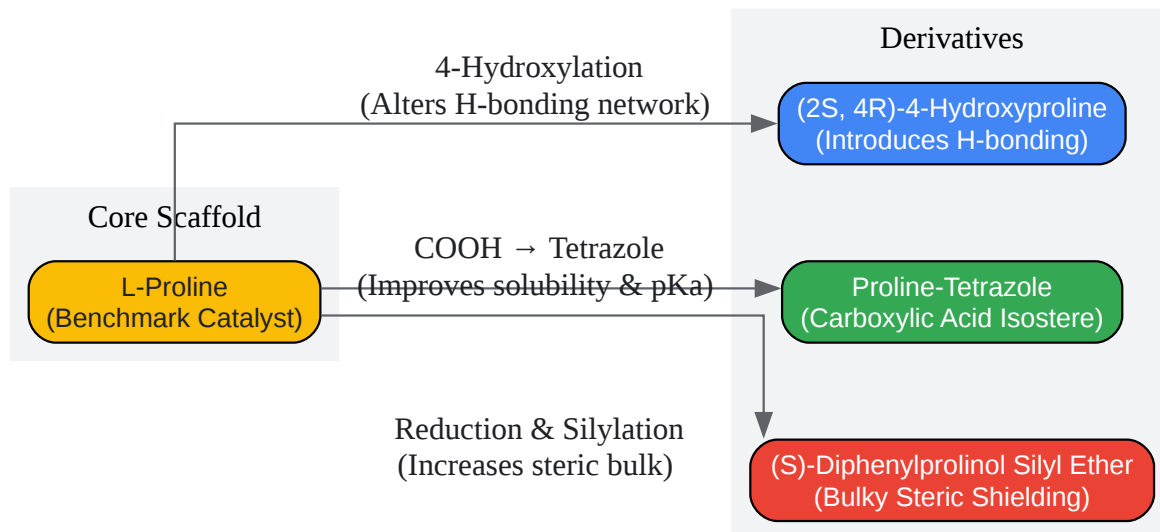 Derivatives
4-Hydroxylation
(Alters H-bonding network)
(2S, 4R)-4-Hydroxyproline
(Introduces H-bonding)
Core Scaffold
L-Proline
(Benchmark Catalyst)
COOH → Tetrazole
(Improves solubility & pKa)
Proline-Tetrazole
(Carboxylic Acid Isostere)
Reduction & Silylation
(Increases steric bulk)
(S)-Diphenylprolinol Silyl Ether
(Bulky Steric Shielding)